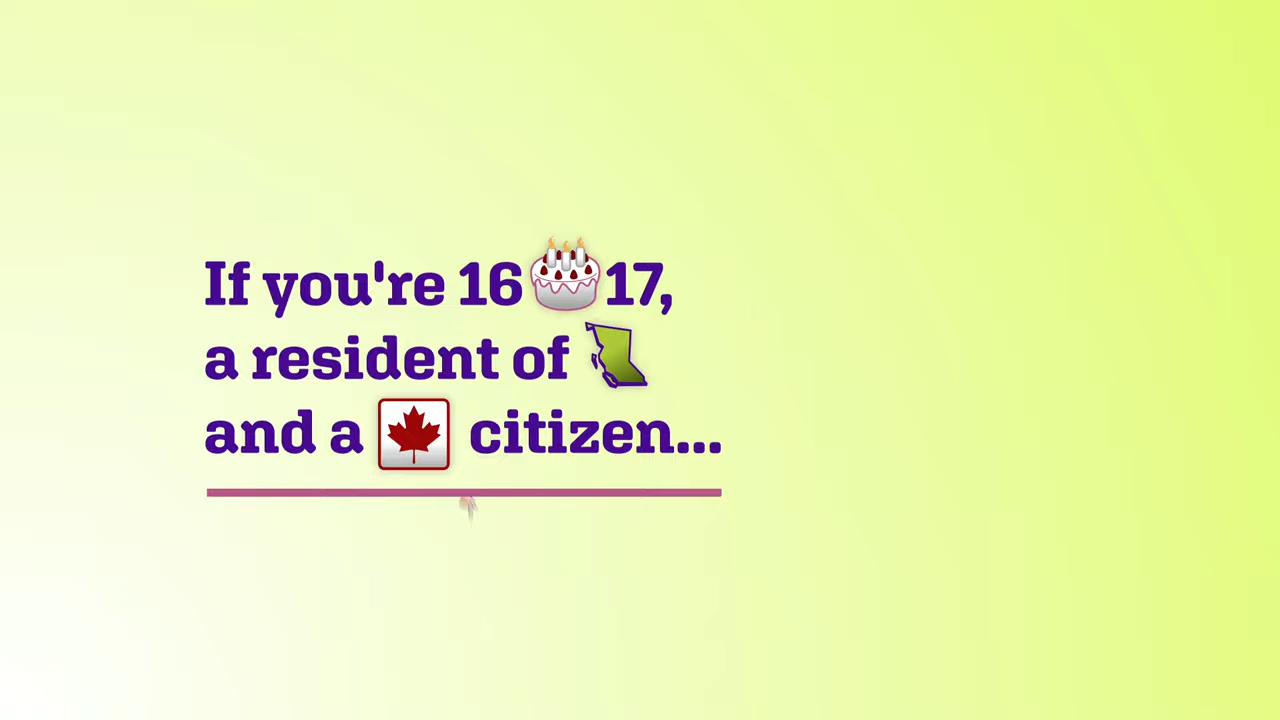 If you're 16 17,
a resident of
and a citizen...